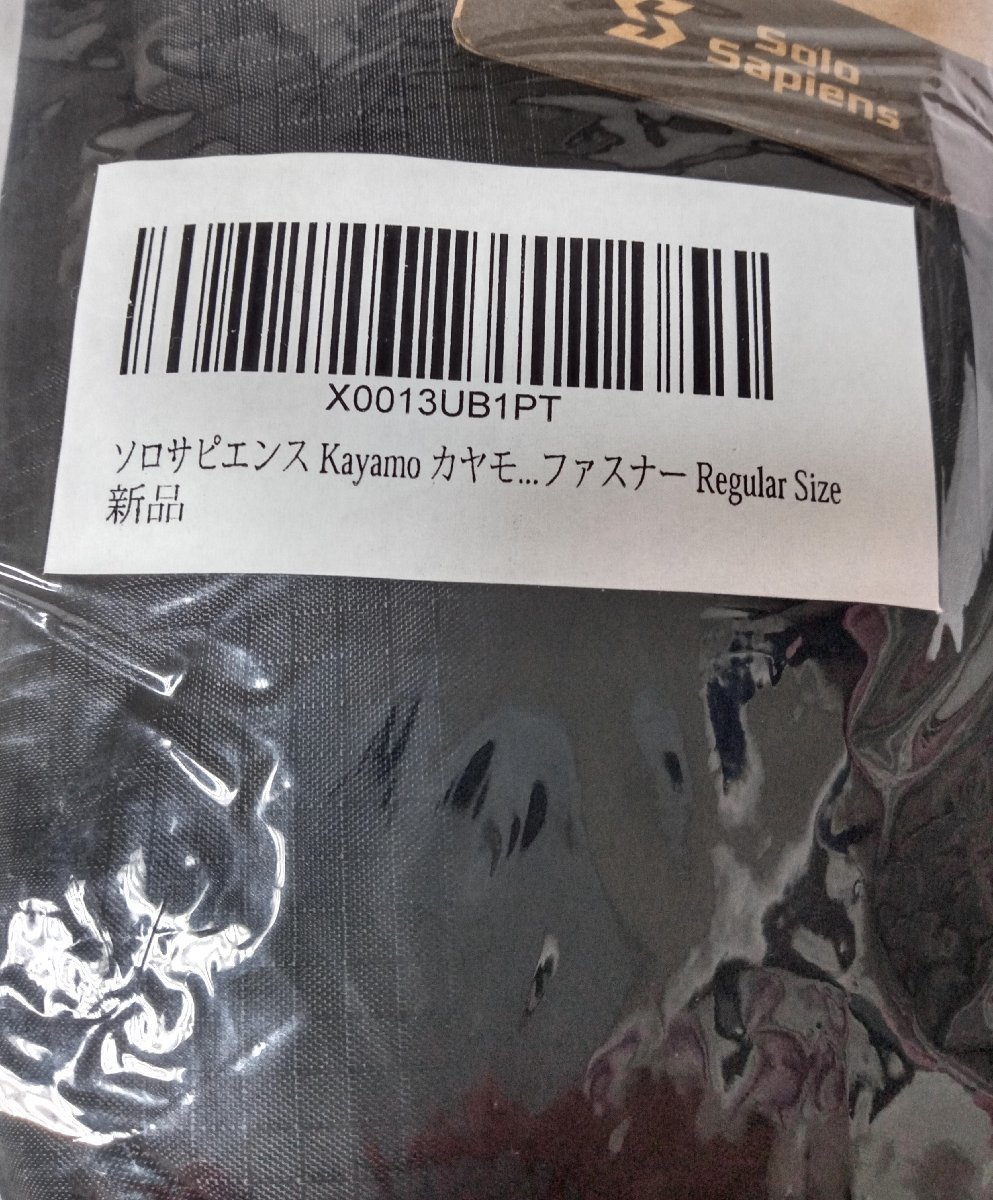 Solo
Sapiens
X0013UB1PT
ソロサピエンス Kayamo カヤモ...ファスナー Regular Size
新品